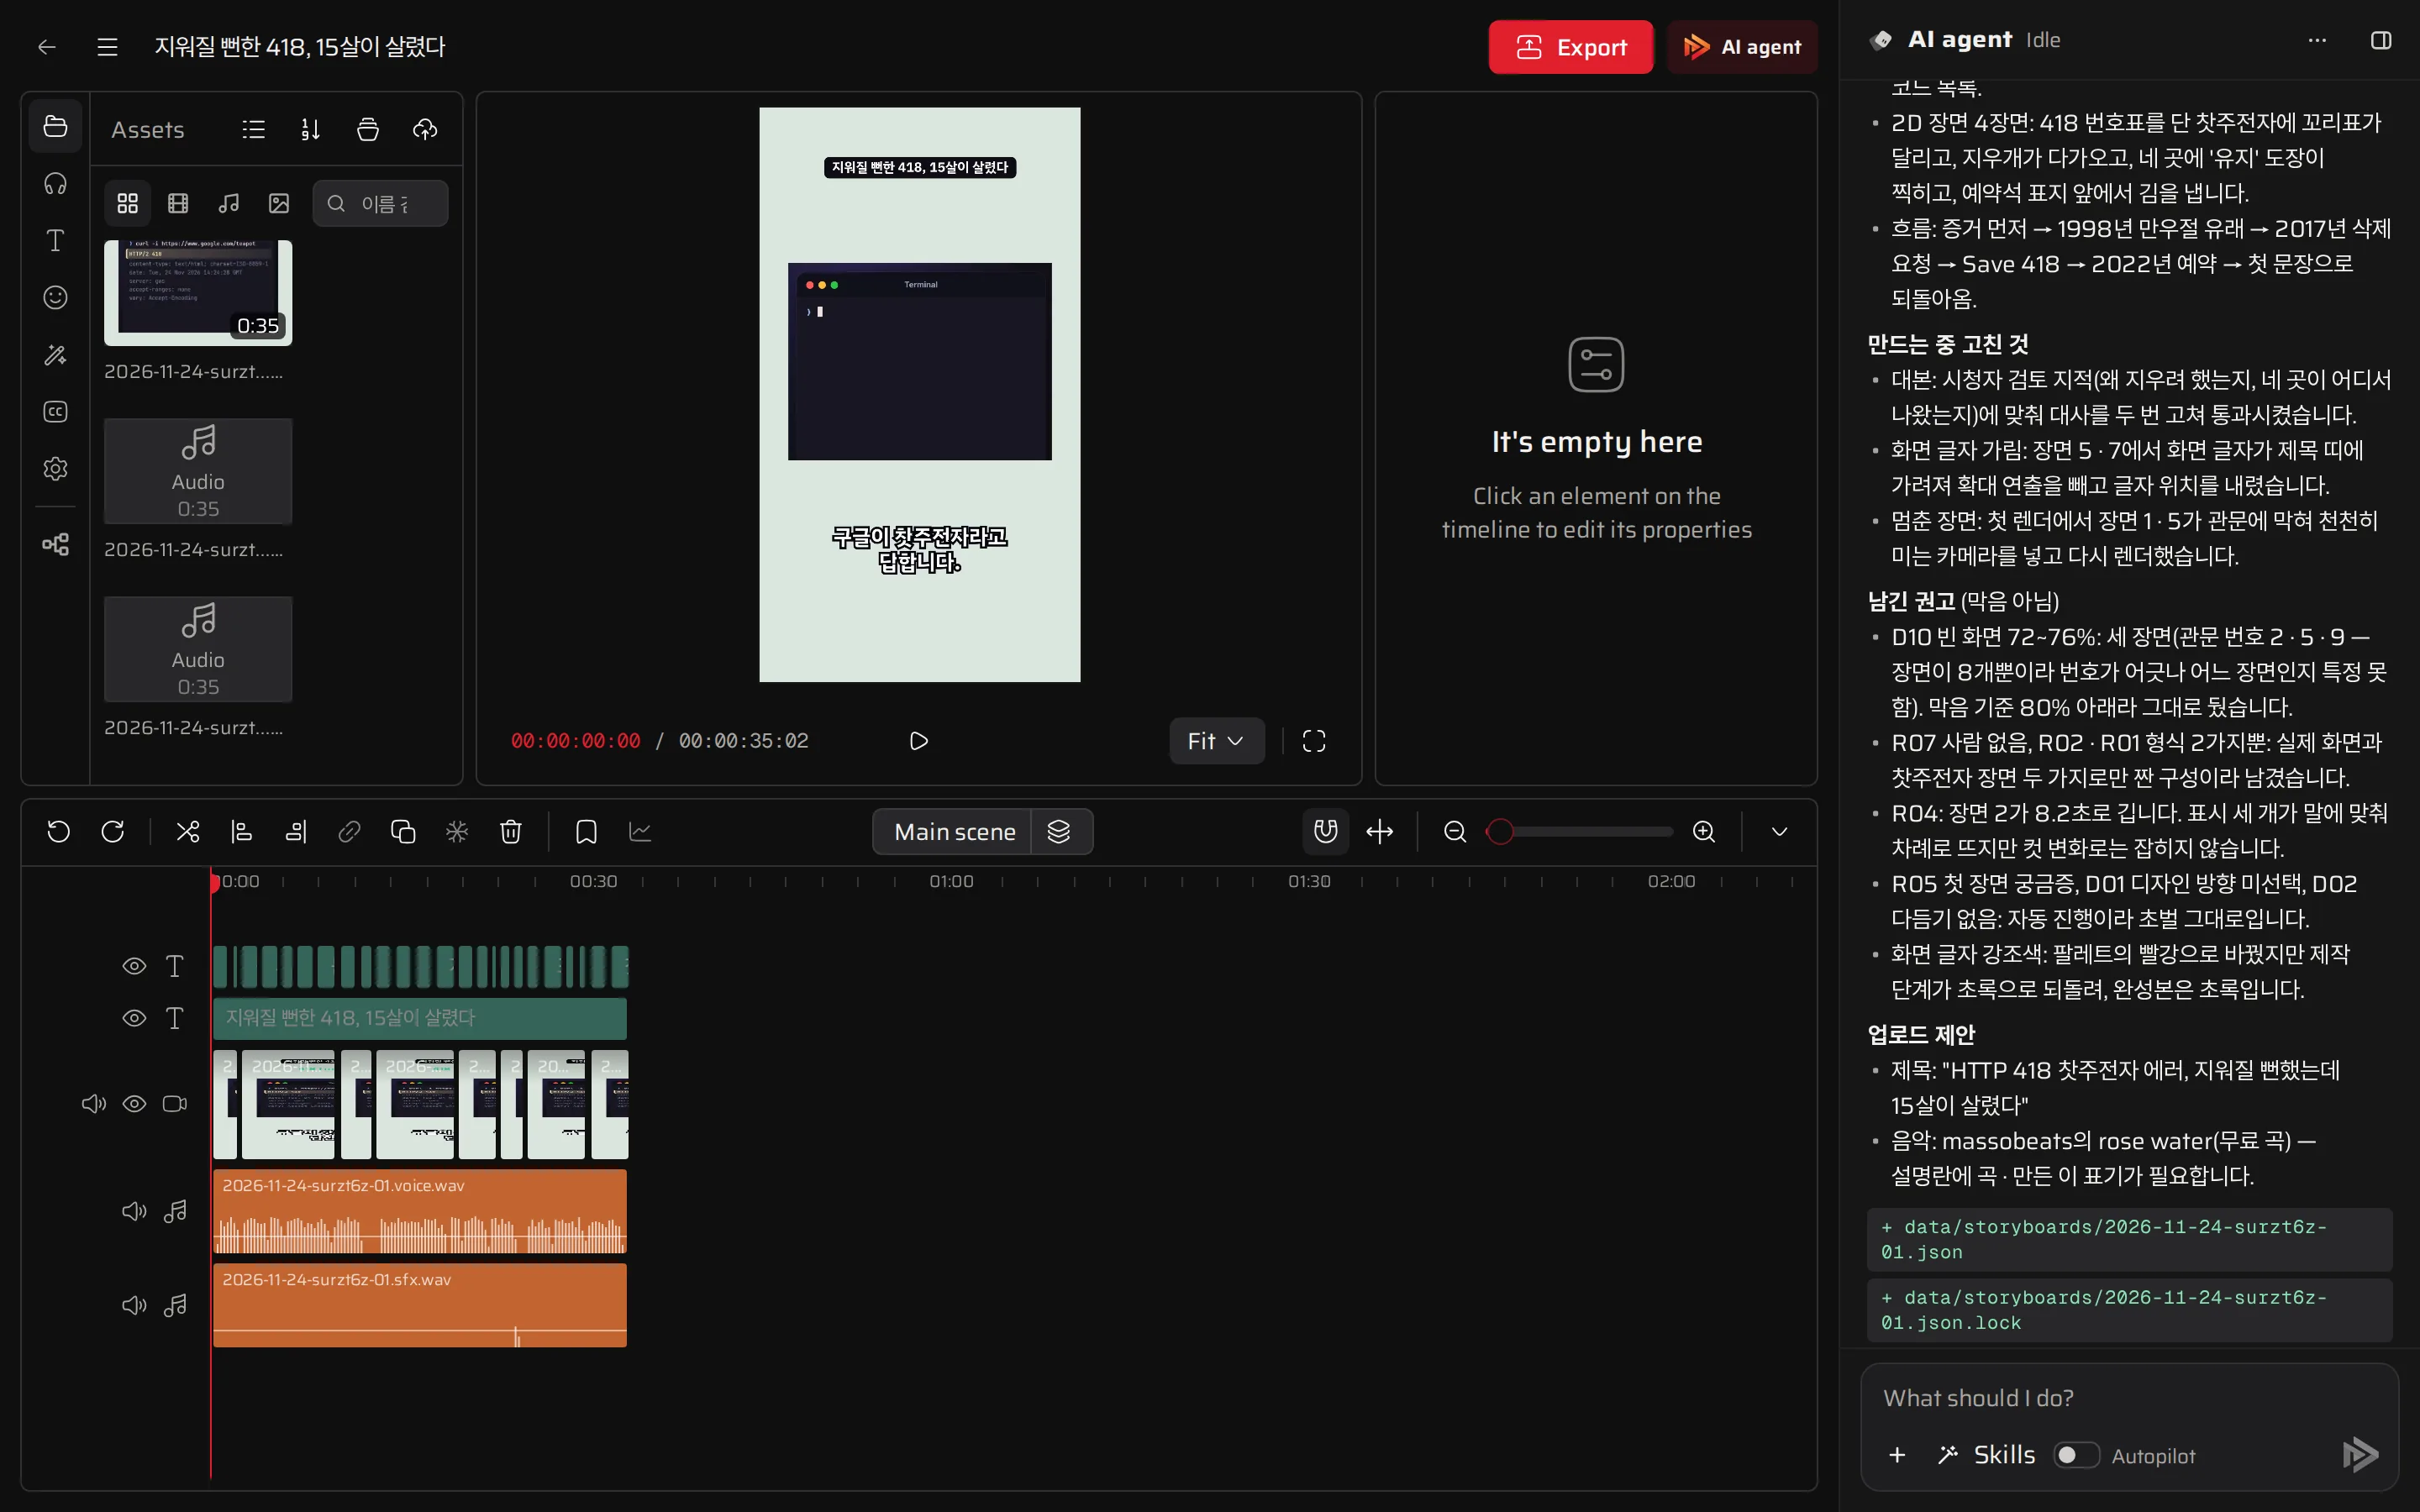 지워질 뻔한 418, 15살이 살렸다
Export
AI agent
Assets
이름
curl -i https://www.google.com/teapot
HTTP/2 418
0:35
2026-11-24-surzt......
Audio
0:35
2026-11-24-surzt......
Audio
0:35
2026-11-24-surzt......
지워질 뻔한 418, 15살이 살렸다
Terminal
구글이 찻주전자라고
답합니다.
00:00:00:00 / 00:00:35:02
Fit
It's empty here
Click an element on the
timeline to edit its properties
Main scene
00:30
01:00
01:30
02:00
지워질 뻔한 418, 15살이 살렸다
2026-11-24-surzt6z-01.voice.wav
2026-11-24-surzt6z-01.sfx.wav
AI agent Idle
코드 목록.
• 2D 장면 4장면: 418 번호표를 단 찻주전자에 꼬리표가
달리고, 지우개가 다가오고, 네 곳에 '유지' 도장이
찍히고, 예약석 표지 앞에서 김을 냅니다.
• 흐름: 증거 먼저 → 1998년 만우절 유래 → 2017년 삭제
요청 → Save 418 → 2022년 예약 → 첫 문장으로
되돌아옴.
만드는 중 고친 것
• 대본: 시청자 검토 지적(왜 지우려 했는지, 네 곳이 어디서
나왔는지)에 맞춰 대사를 두 번 고쳐 통과시켰습니다.
• 화면 글자 가림: 장면 5 · 7에서 화면 글자가 제목 띠에
가려져 확대 연출을 빼고 글자 위치를 내렸습니다.
• 멈춘 장면: 첫 렌더에서 장면 1 · 5가 관문에 막혀 천천히
미는 카메라를 넣고 다시 렌더했습니다.
남긴 권고 (막음 아님)
• D10 빈 화면 72~76%: 세 장면(관문 번호 2 · 5 · 9 —
장면이 8개뿐이라 번호가 어긋나 어느 장면인지 특정 못
함). 막음 기준 80% 아래라 그대로 뒀습니다.
• R07 사람 없음, R02 · R01 형식 2가지뿐: 실제 화면과
찻주전자 장면 두 가지로만 짠 구성이라 남겼습니다.
• R04: 장면 2가 8.2초로 깁니다. 표시 세 개가 말에 맞춰
차례로 뜨지만 컷 변화로는 잡히지 않습니다.
• R05 첫 장면 궁금증, D01 디자인 방향 미선택, D02
다듬기 없음: 자동 진행이라 초벌 그대로입니다.
• 화면 글자 강조색: 팔레트의 빨강으로 바꿨지만 제작
단계가 초록으로 되돌려, 완성본은 초록입니다.
업로드 제안
• 제목: "HTTP 418 찻주전자 에러, 지워질 뻔했는데
15살이 살렸다"
• 음악: massobeats의 rose water(무료 곡) —
설명란에 곡 · 만든 이 표기가 필요합니다.
+ data/storyboards/2026-11-24-surzt6z-
01.json
+ data/storyboards/2026-11-24-surzt6z-
01.json.lock
What should I do?
Skills
Autopilot